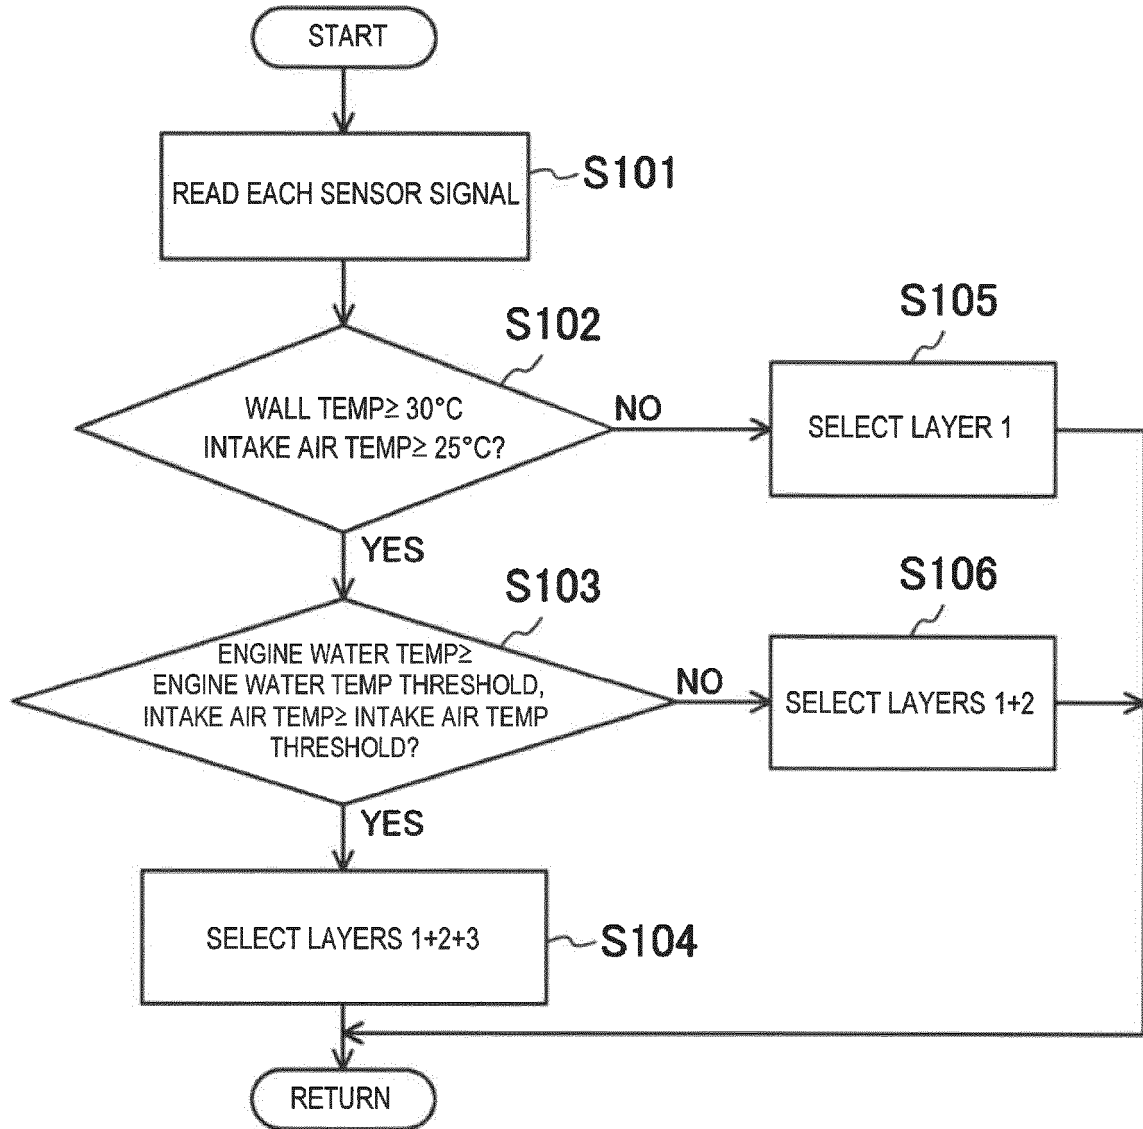 START
READ EACH SENSOR SIGNAL
S101
S102
WALL TEMP≥ 30°C
INTAKE AIR TEMP≥ 25°C?
NO
S105
SELECT LAYER 1
YES
S103
ENGINE WATER TEMP≥
ENGINE WATER TEMP THRESHOLD,
INTAKE AIR TEMP≥ INTAKE AIR TEMP
THRESHOLD?
NO
S106
SELECT LAYERS 1+2
YES
SELECT LAYERS 1+2+3
S104
RETURN